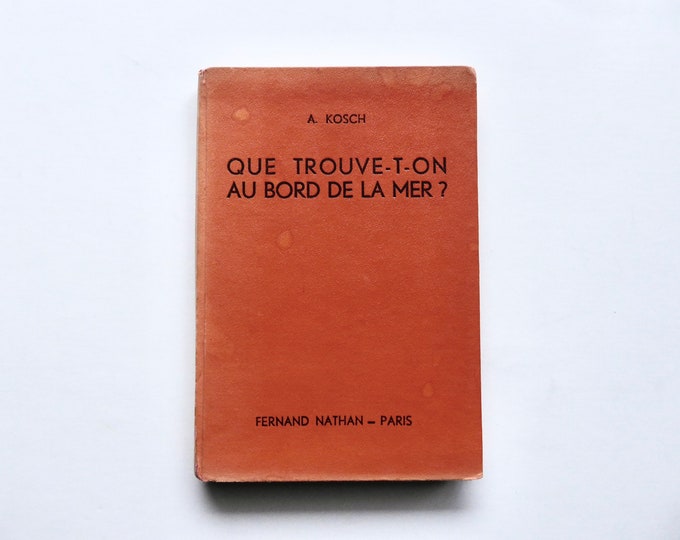 A. KOSCH
QUE TROUVE-T-ON
AU BORD DE LA MER ?
FERNAND NATHAN – PARIS